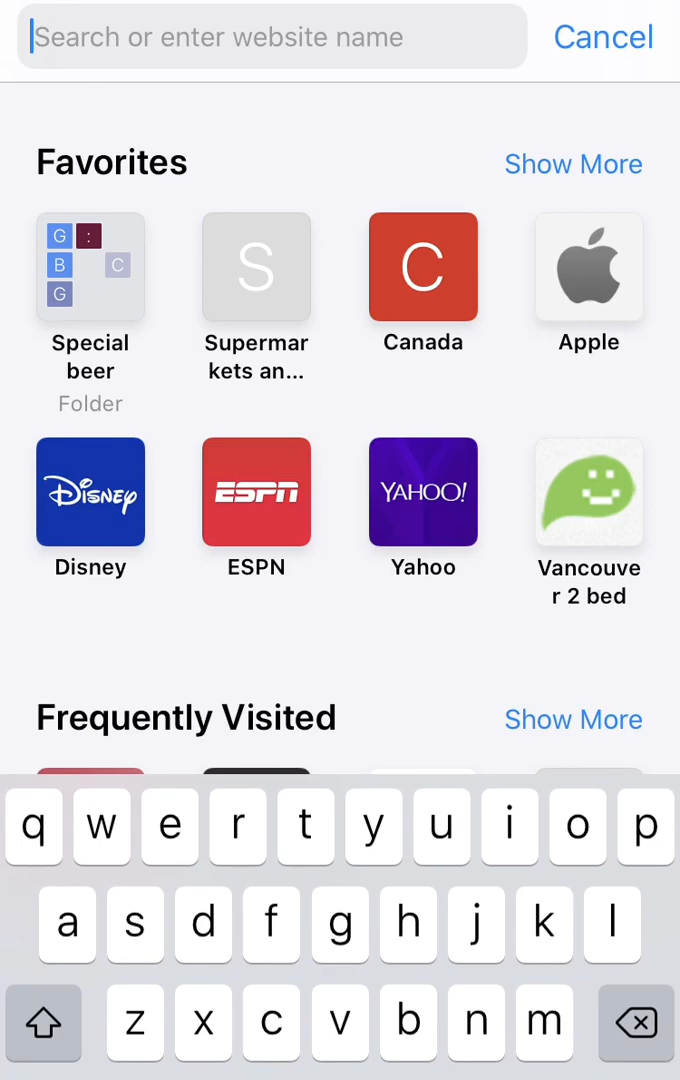 Search or enter website name Cancel
Favorites Show More
G :
B C
G
S
C
Special
beer
Folder
Supermar
kets an...
Canada
Apple
Disney
ESPN
YAHOO!
Disney
ESPN
Yahoo
Vancouve
r 2 bed
Frequently Visited Show More
q w e r t y u i o p
a s d f g h j k l
z x c v b n m